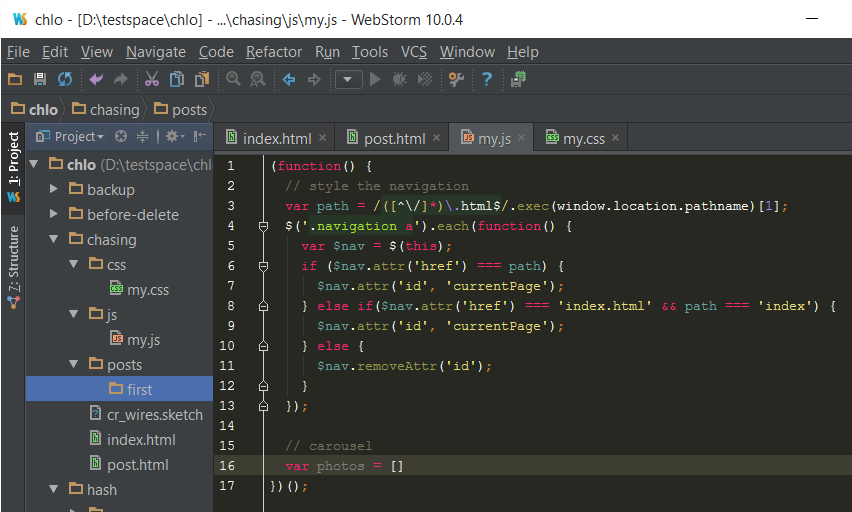 WS chlo - [D:\testspace\chlo] - ...\chasing\js\my.js - WebStorm 10.0.4
File Edit View Navigate Code Refactor Run Tools VCS Window Help
chlo chasing posts
1: Project
7: Structure
Project
index.html × post.html × my.js × my.css ×
chlo (D:\testspace\chl
backup
before-delete
chasing
css
my.css
js
my.js
posts
first
cr_wires.sketch
index.html
post.html
hash
1 (function() {
2 // style the navigation
3 var path = /([^\/]*)\.html$/.exec(window.location.pathname)[1];
4 $('.navigation a').each(function() {
5 var $nav = $(this);
6 if ($nav.attr('href') === path) {
7 $nav.attr('id', 'currentPage');
8 } else if($nav.attr('href') === 'index.html' && path === 'index') {
9 $nav.attr('id', 'currentPage');
10 } else {
11 $nav.removeAttr('id');
12 }
13 });
14
15 // carousel
16 var photos = []
17 })();